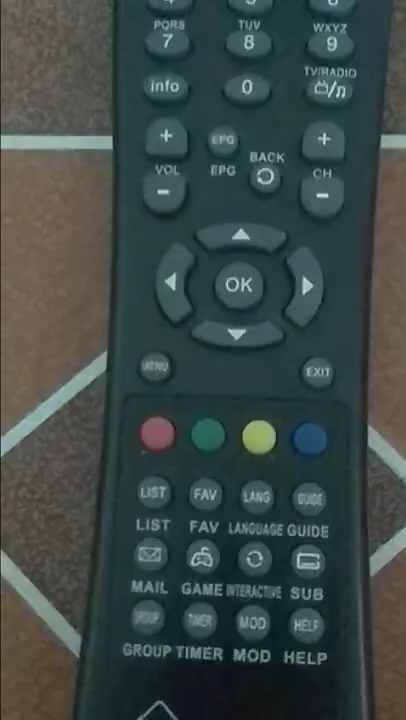 PQRS TUV WXYZ
7 8 9
TV/RADIO
info 0
+ EPG +
BACK
VOL EPG CH
- -
OK
MENU EXIT
LIST FAV LANG GUIDE
LIST FAV LANGUAGE GUIDE
MAIL GAME INTERACTIVE SUB
GROUP TIMER MOD HELP
GROUP TIMER MOD HELP